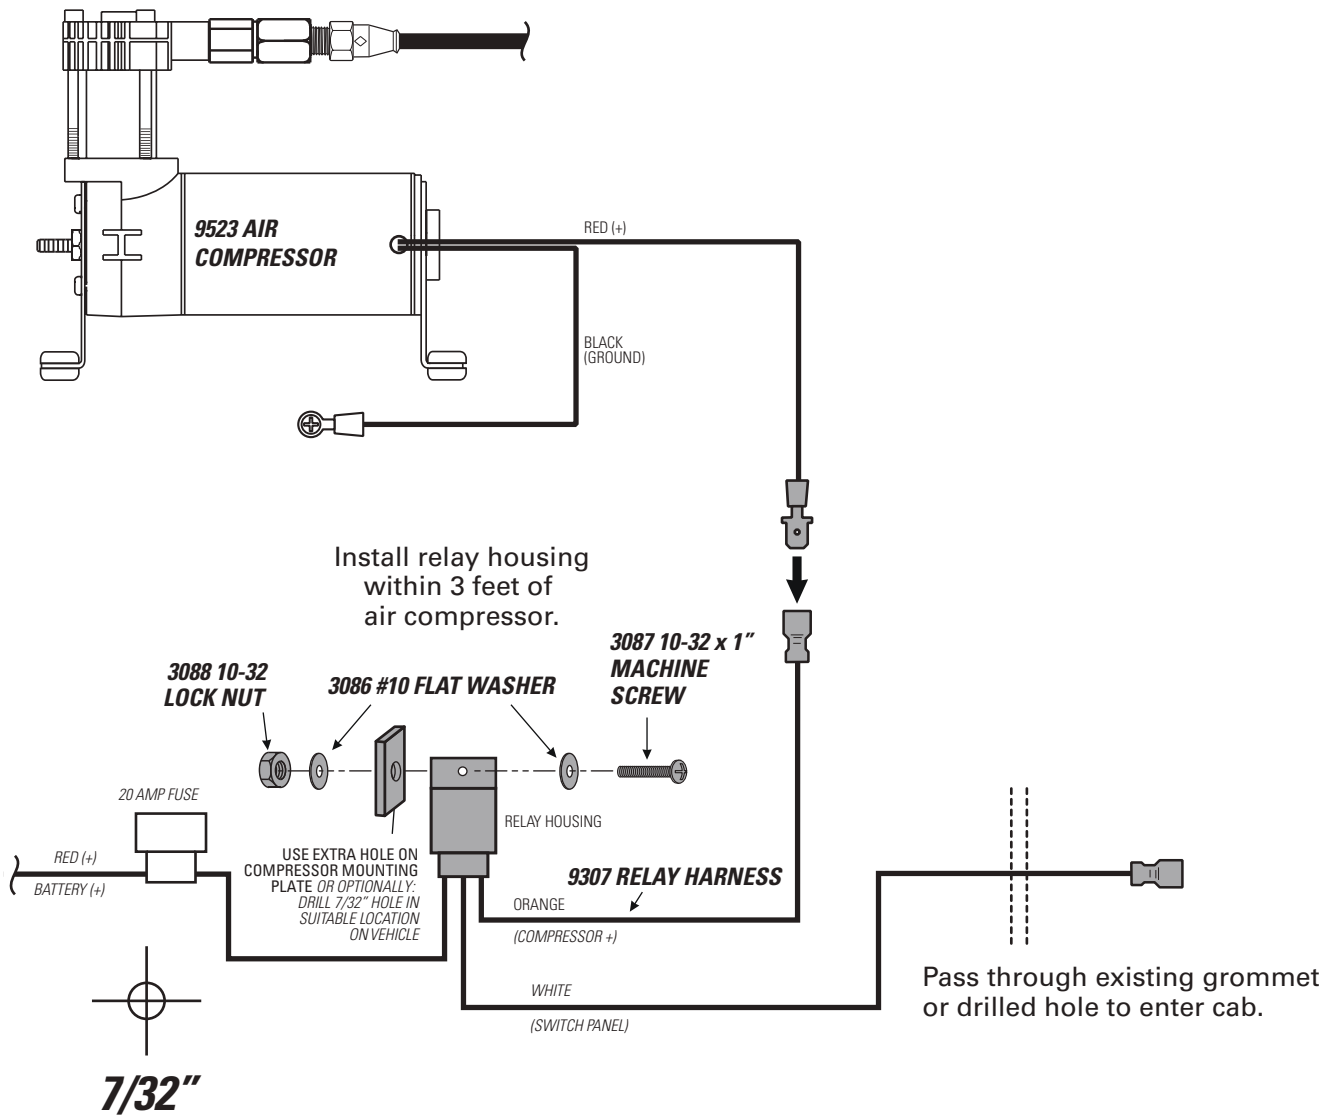 9523 AIR
COMPRESSOR
RED (+)
BLACK
(GROUND)
Install relay housing
within 3 feet of
air compressor.
3087 10-32 x 1”
MACHINE
SCREW
3088 10-32
LOCK NUT
3086 #10 FLAT WASHER
20 AMP FUSE
RELAY HOUSING
RED (+)
BATTERY (+)
USE EXTRA HOLE ON
COMPRESSOR MOUNTING
PLATE OR OPTIONALLY:
DRILL 7/32” HOLE IN
SUITABLE LOCATION
ON VEHICLE
9307 RELAY HARNESS
ORANGE
(COMPRESSOR +)
WHITE
(SWITCH PANEL)
Pass through existing grommet
or drilled hole to enter cab.
7/32”